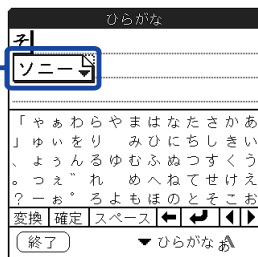 ひらがな
そ
ソニー
「 ゃ ぁ わ ら や ま は な た さ か あ
」 ゅ ぃ を り み ひ に ち し き い
、 ょ ぅ ん る ゆ む ふ ぬ つ す く う
。 っ ぇ ゛ れ め へ ね て せ け え
? ー ぉ ゜ ろ よ も ほ の と そ こ お
変換 確定 スペース
終了 ひらがな あA